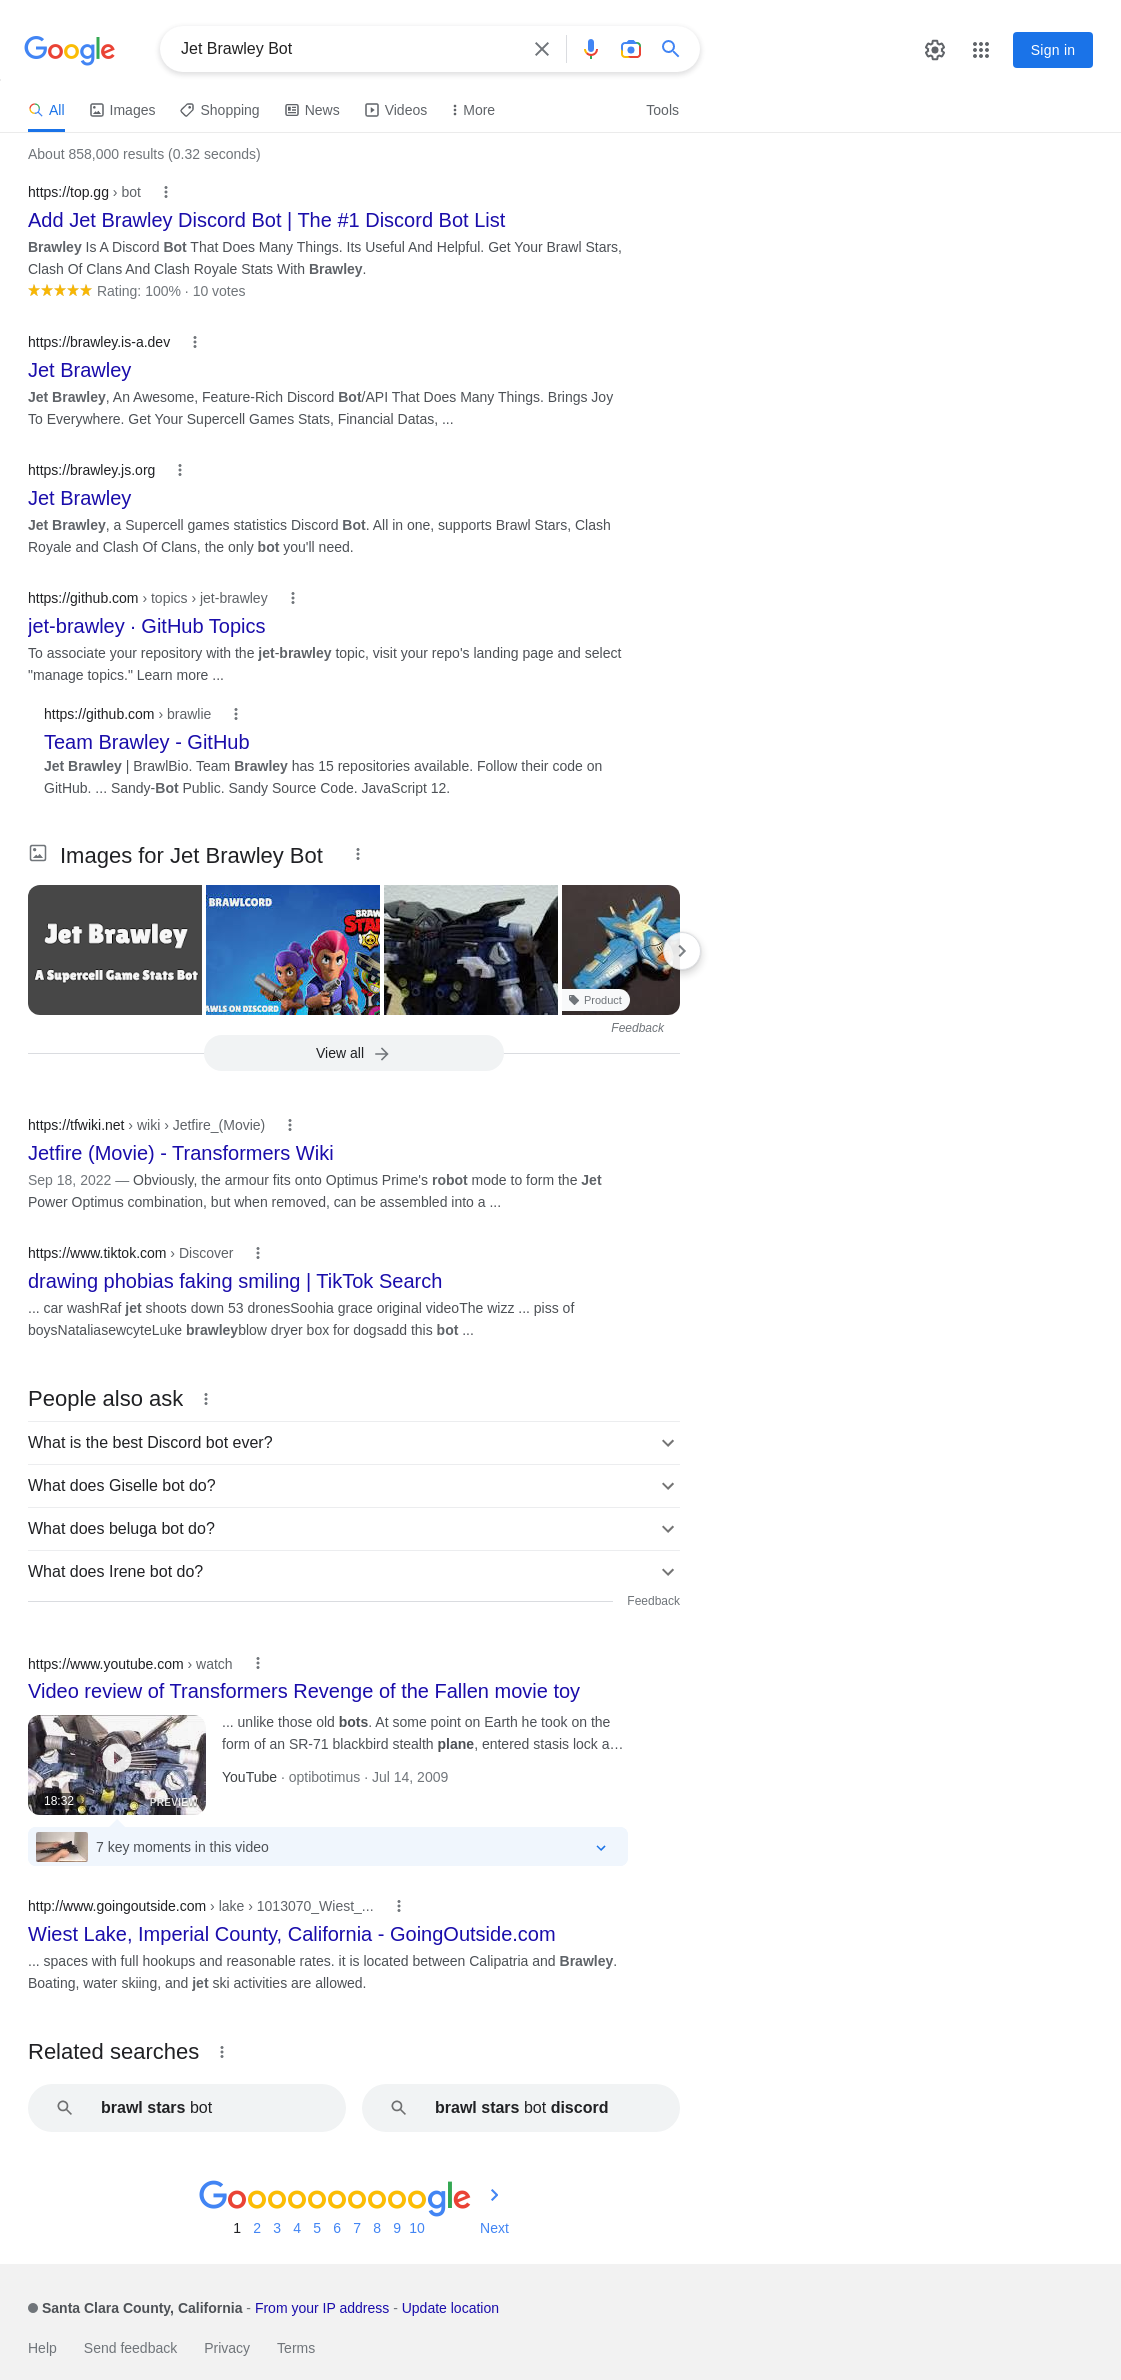 Google
Jet Brawley Bot
Sign in
All Images Shopping News Videos More Tools
About 858,000 results (0.32 seconds)
https://top.gg › bot
Add Jet Brawley Discord Bot | The #1 Discord Bot List
Brawley Is A Discord Bot That Does Many Things. Its Useful And Helpful. Get Your Brawl Stars,
Clash Of Clans And Clash Royale Stats With Brawley.
Rating: 100% · 10 votes
https://brawley.is-a.dev
Jet Brawley
Jet Brawley, An Awesome, Feature-Rich Discord Bot/API That Does Many Things. Brings Joy
To Everywhere. Get Your Supercell Games Stats, Financial Datas, ...
https://brawley.js.org
Jet Brawley
Jet Brawley, a Supercell games statistics Discord Bot. All in one, supports Brawl Stars, Clash
Royale and Clash Of Clans, the only bot you'll need.
https://github.com › topics › jet-brawley
jet-brawley · GitHub Topics
To associate your repository with the jet-brawley topic, visit your repo's landing page and select
"manage topics." Learn more ...
https://github.com › brawlie
Team Brawley - GitHub
Jet Brawley | BrawlBio. Team Brawley has 15 repositories available. Follow their code on
GitHub. ... Sandy-Bot Public. Sandy Source Code. JavaScript 12.
Images for Jet Brawley Bot
Jet Brawley
A Supercell Game Stats Bot
BRAWLCORD
BRAW
STA
AWLS ON DISCORD
Product
Feedback
View all
https://tfwiki.net › wiki › Jetfire_(Movie)
Jetfire (Movie) - Transformers Wiki
Sep 18, 2022 — Obviously, the armour fits onto Optimus Prime's robot mode to form the Jet
Power Optimus combination, but when removed, can be assembled into a ...
https://www.tiktok.com › Discover
drawing phobias faking smiling | TikTok Search
... car washRaf jet shoots down 53 dronesSoohia grace original videoThe wizz ... piss of
boysNataliasewcyteLuke brawleyblow dryer box for dogsadd this bot ...
People also ask
What is the best Discord bot ever?
What does Giselle bot do?
What does beluga bot do?
What does Irene bot do?
Feedback
https://www.youtube.com › watch
Video review of Transformers Revenge of the Fallen movie toy
... unlike those old bots. At some point on Earth he took on the
form of an SR-71 blackbird stealth plane, entered stasis lock a…
YouTube · optibotimus · Jul 14, 2009
18:32
PREVIEW
7 key moments in this video
http://www.goingoutside.com › lake › 1013070_Wiest_...
Wiest Lake, Imperial County, California - GoingOutside.com
... spaces with full hookups and reasonable rates. it is located between Calipatria and Brawley.
Boating, water skiing, and jet ski activities are allowed.
Related searches
brawl stars bot
brawl stars bot discord
Goooooooooogle
1 2 3 4 5 6 7 8 9 10 Next
Santa Clara County, California - From your IP address - Update location
Help Send feedback Privacy Terms